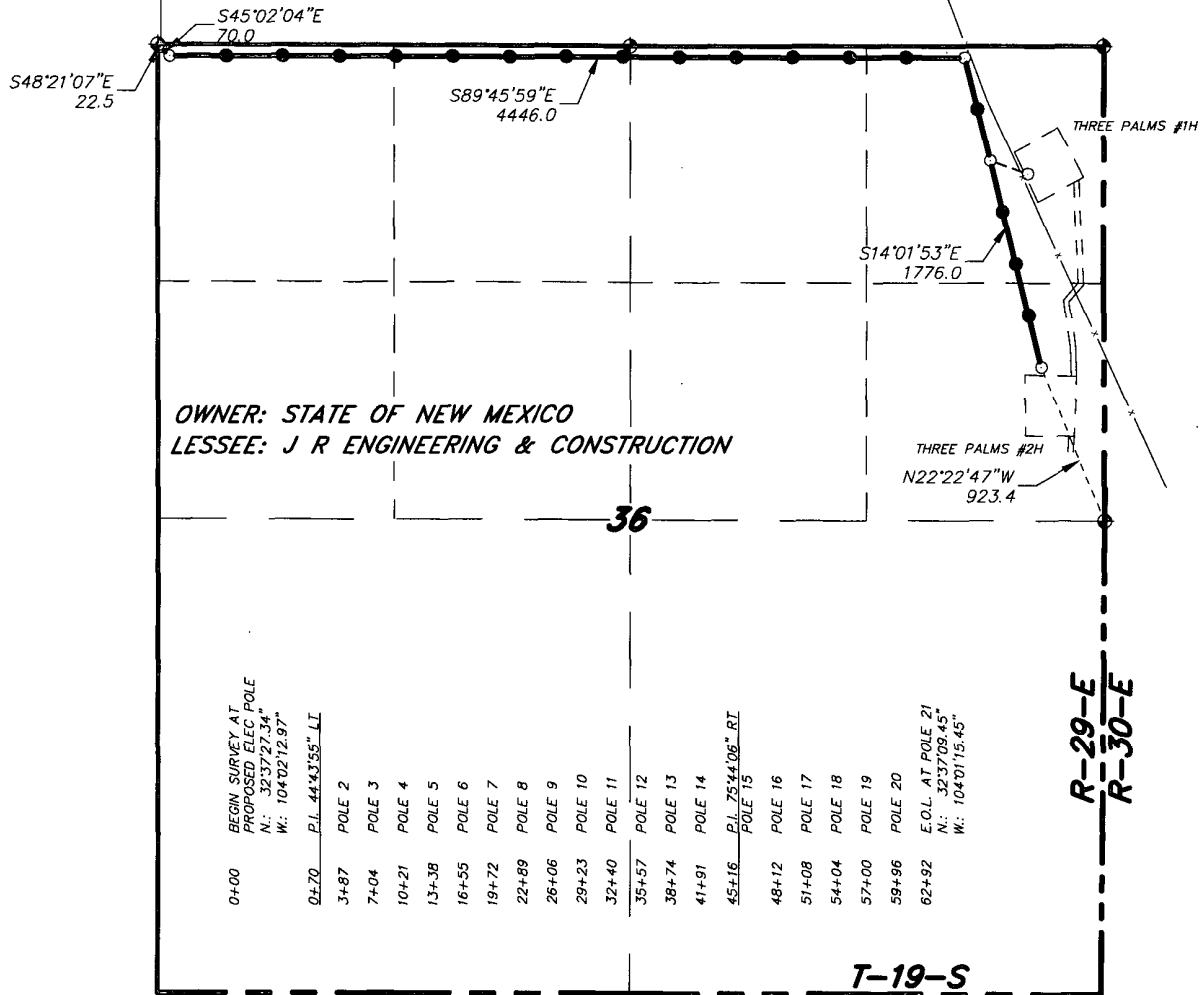 S45°02'04"E
70.0
S48°21'07"E
22.5
S89°45'59"E
4446.0
THREE PALMS #1H
S14°01'53"E
1776.0
OWNER: STATE OF NEW MEXICO
LESSEE: J R ENGINEERING & CONSTRUCTION
THREE PALMS #2H
N22°22'47"W
923.4
36
0+00 BEGIN SURVEY AT
PROPOSED ELEC POLE
N.: 32°37'27.34"
W.: 104°02'12.97"
0+70 P.I. 44°43'55" LT
3+87 POLE 2
7+04 POLE 3
10+21 POLE 4
13+38 POLE 5
16+55 POLE 6
19+72 POLE 7
22+89 POLE 8
26+06 POLE 9
29+23 POLE 10
32+40 POLE 11
35+57 POLE 12
38+74 POLE 13
41+91 POLE 14
45+16 P.I. 75°44'06" RT
POLE 15
48+12 POLE 16
51+08 POLE 17
54+04 POLE 18
57+00 POLE 19
59+96 POLE 20
62+92 E.O.L. AT POLE 21
N.: 32°37'09.45"
W.: 104°01'15.45"
R-29-E
R-30-E
T-19-S